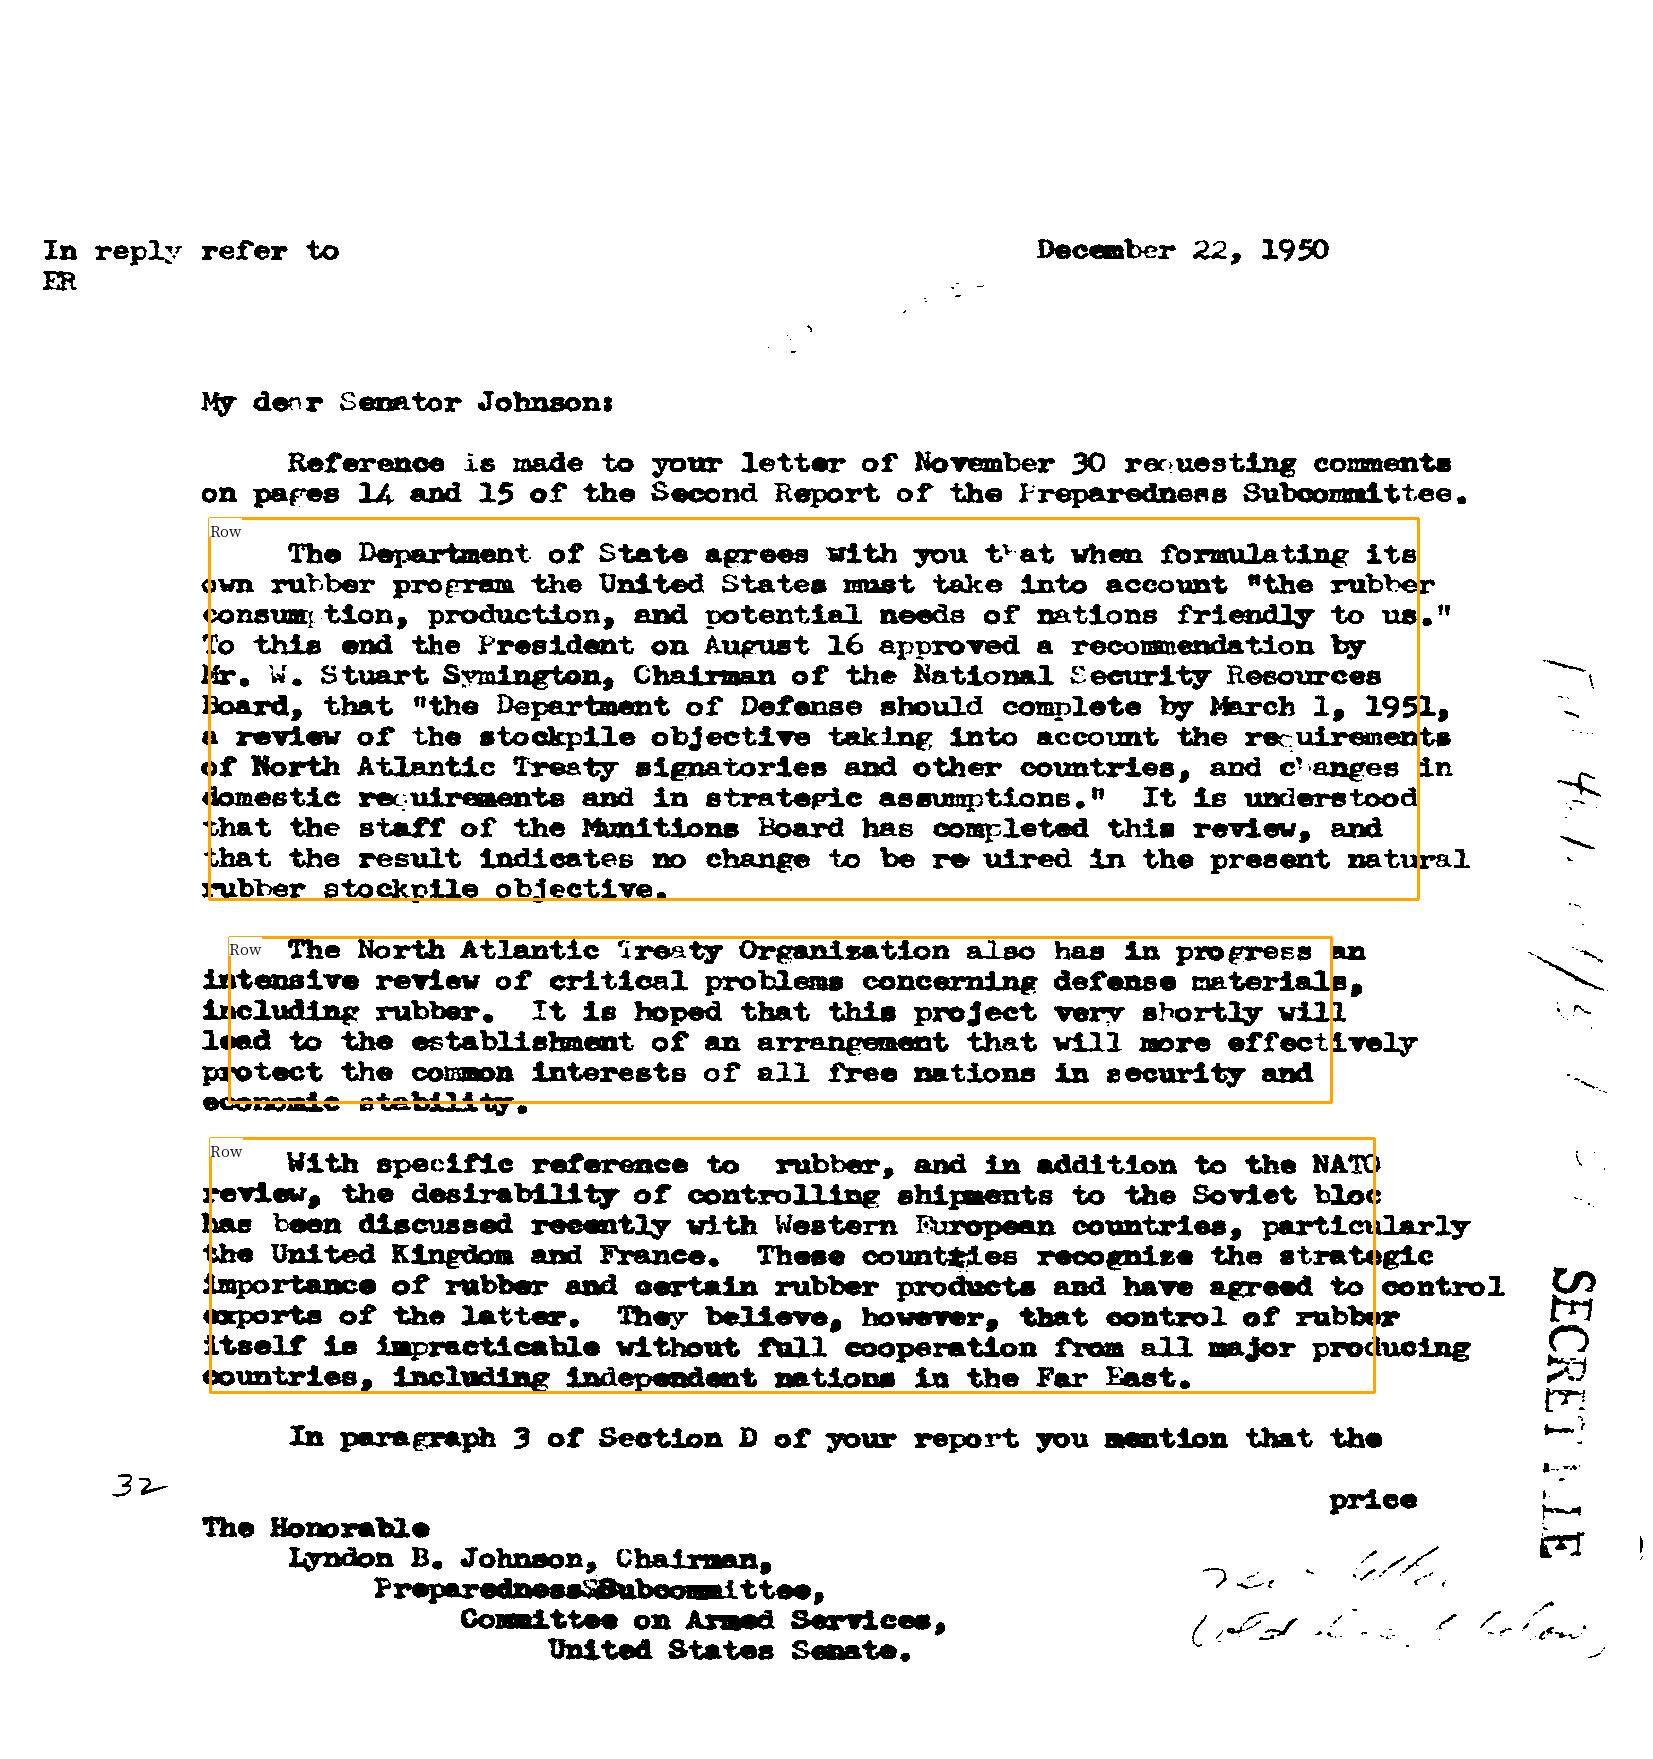 In reply refer to December 22, 1950
ER
My dear Senator Johnson:
Reference is made to your letter of November 30 requesting comments
on pages 14 and 15 of the Second Report of the Preparedness Subcommittee.
Row
The Department of State agrees with you that when formulating its
own rubber program the United States must take into account "the rubber
consumption, production, and potential needs of nations friendly to us."
To this end the President on August 16 approved a recommendation by
Mr. W. Stuart Symington, Chairman of the National Security Resources
Board, that "the Department of Defense should complete by March 1, 1951,
a review of the stockpile objective taking into account the requirements
of North Atlantic Treaty signatories and other countries, and changes in
domestic requirements and in strategic assumptions." It is understood
that the staff of the Munitions Board has completed this review, and
that the result indicates no change to be re uired in the present natural
rubber stockpile objective.
Row
The North Atlantic Treaty Organization also has in progress an
intensive review of critical problems concerning defense materials,
including rubber. It is hoped that this project very shortly will
lead to the establishment of an arrangement that will more effectively
protect the common interests of all free nations in security and
economic stability.
Row
With specific reference to rubber, and in addition to the NATO
review, the desirability of controlling shipments to the Soviet bloc
has been discussed recently with Western European countries, particularly
the United Kingdom and France. These countries recognize the strategic
importance of rubber and certain rubber products and have agreed to control
exports of the latter. They believe, however, that control of rubber
itself is impracticable without full cooperation from all major producing
countries, including independent nations in the Far East.
In paragraph 3 of Section D of your report you mention that the
32
price
The Honorable
Lyndon B. Johnson, Chairman,
Preparedness Subcommittee,
Committee on Armed Services,
United States Senate.
SECRET FILE